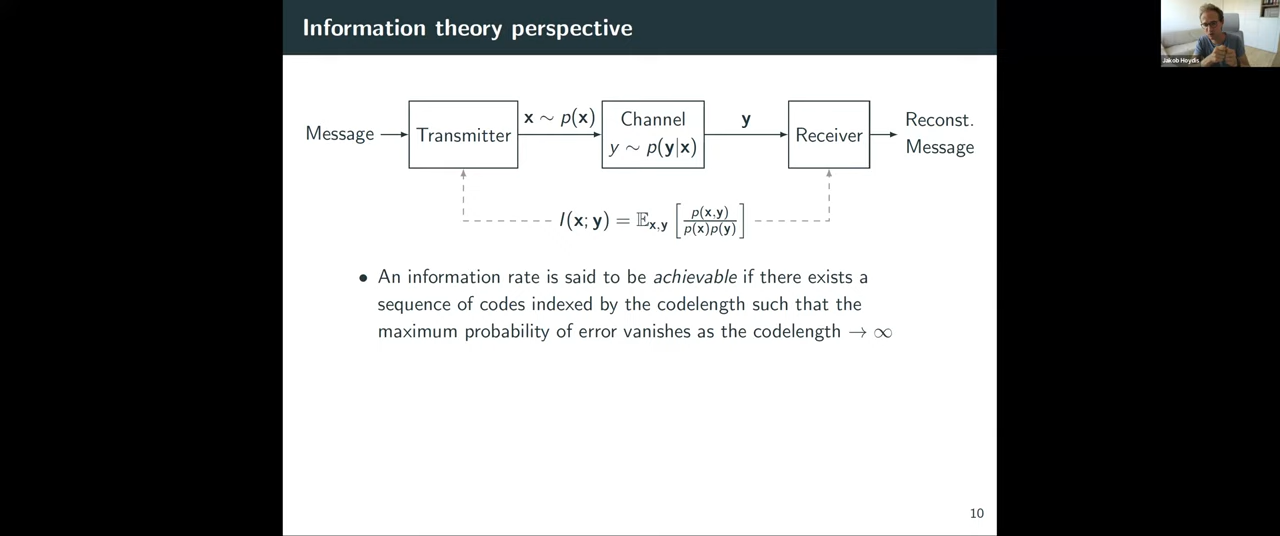 Information theory perspective
Jakob Hoydis
Message
Transmitter
x ∼ p(x)
Channel
y ∼ p(y|x)
y
Receiver
Reconst.
Message
I(x; y) = 𝔼x,y [ p(x,y) / p(x)p(y) ]
• An information rate is said to be achievable if there exists a
sequence of codes indexed by the codelength such that the
maximum probability of error vanishes as the codelength → ∞
10